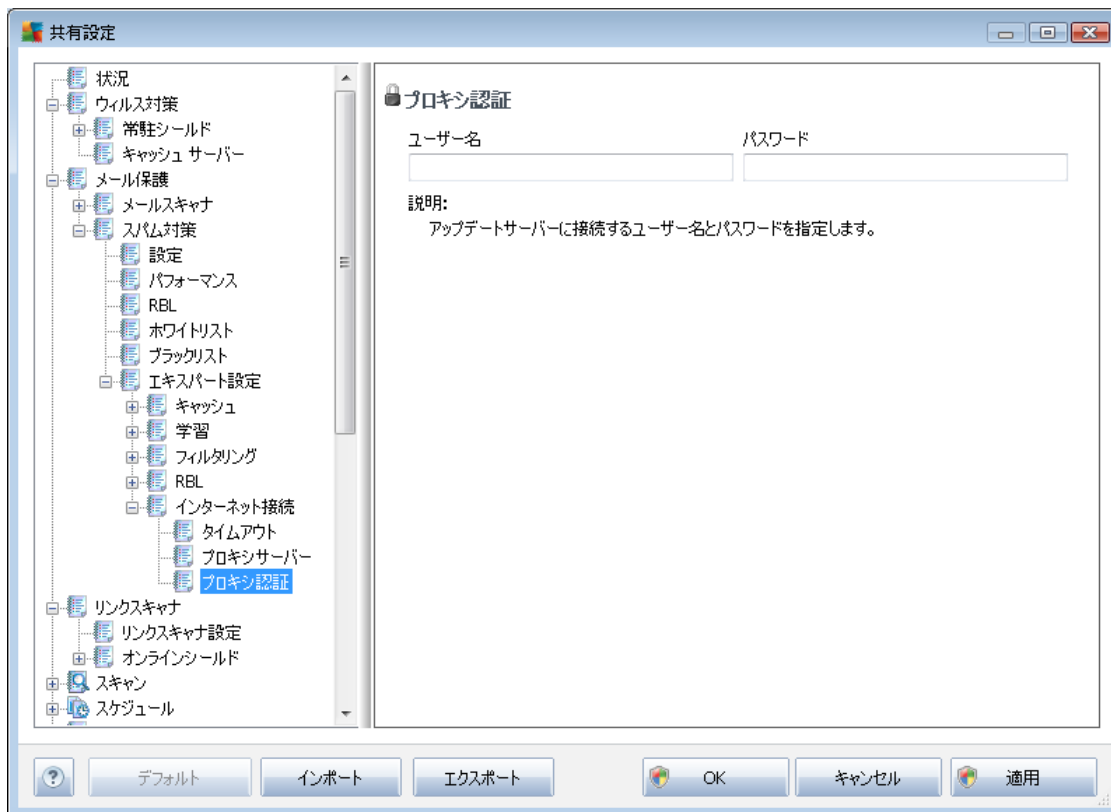 共有設定
状況
ウィルス対策
常駐シールド
キャッシュ サーバー
メール保護
メールスキャナ
スパム対策
設定
パフォーマンス
RBL
ホワイトリスト
ブラックリスト
エキスパート設定
キャッシュ
学習
フィルタリング
RBL
インターネット接続
タイムアウト
プロキシサーバー
プロキシ認証
リンクスキャナ
リンクスキャナ設定
オンラインシールド
スキャン
スケジュール
プロキシ認証
ユーザー名 パスワード
説明:
アップデートサーバーに接続するユーザー名とパスワードを指定します。
? デフォルト インポート エクスポート OK キャンセル 適用